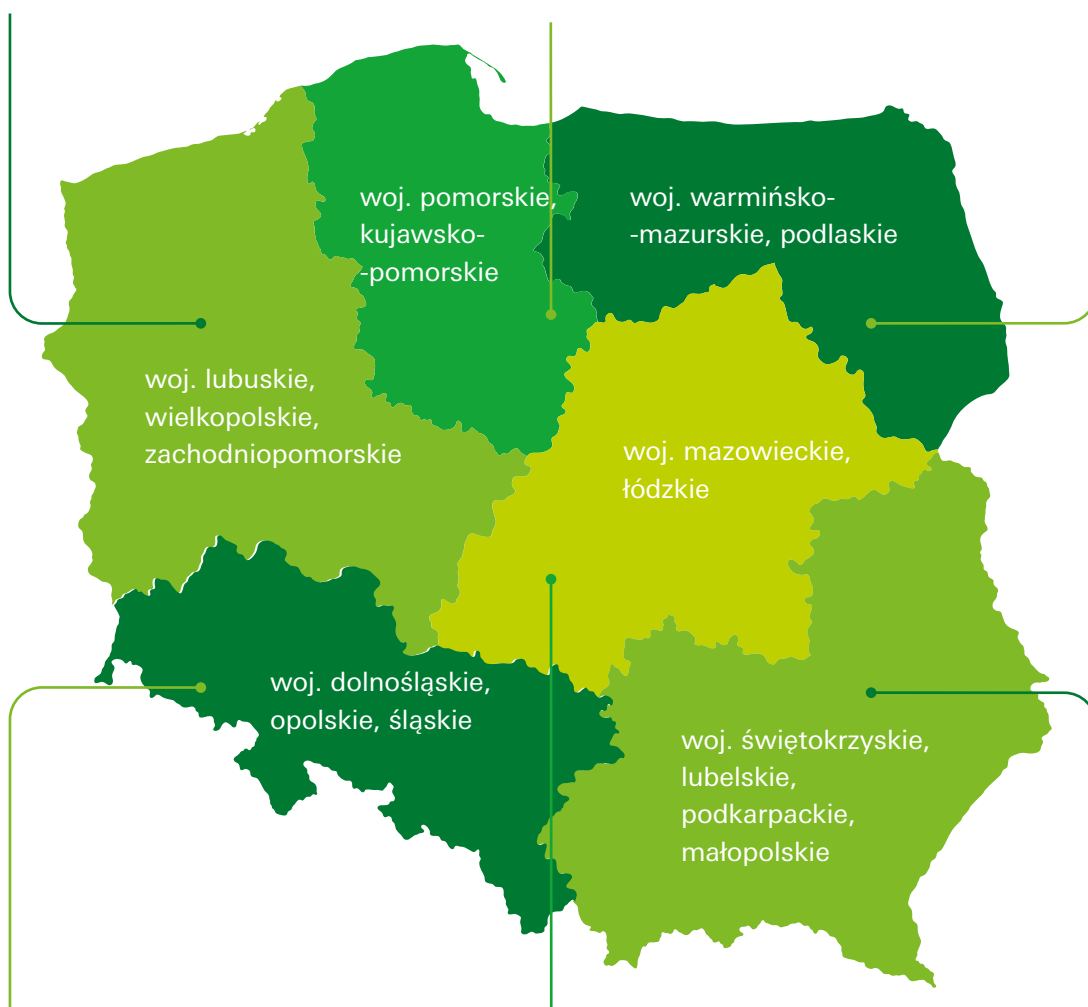 woj. pomorskie,
kujawsko-
-pomorskie
woj. warmińsko-
-mazurskie, podlaskie
woj. lubuskie,
wielkopolskie,
zachodniopomorskie
woj. mazowieckie,
łódzkie
woj. dolnośląskie,
opolskie, śląskie
woj. świętokrzyskie,
lubelskie,
podkarpackie,
małopolskie